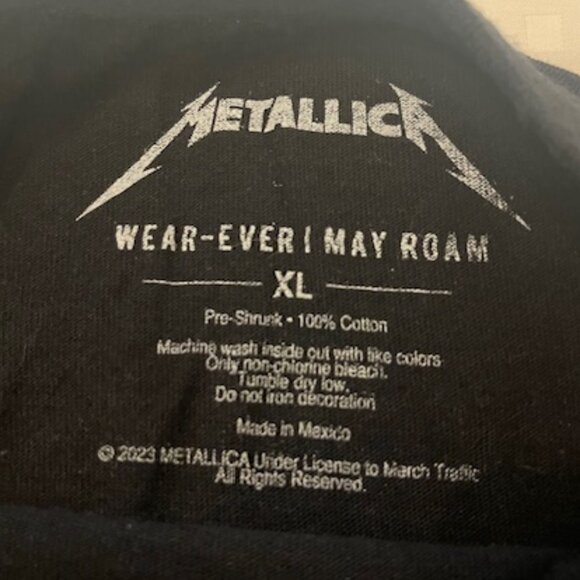 METALLICA
WEAR-EVER I MAY ROAM
XL
Pre-Shrunk • 100% Cotton
Machine wash inside out with like colors
Only non-chlorine bleach.
Tumble dry low.
Do not iron decoration
Made in Mexico
© 2023 METALLICA Under License to Merch Traffic
All Rights Reserved.